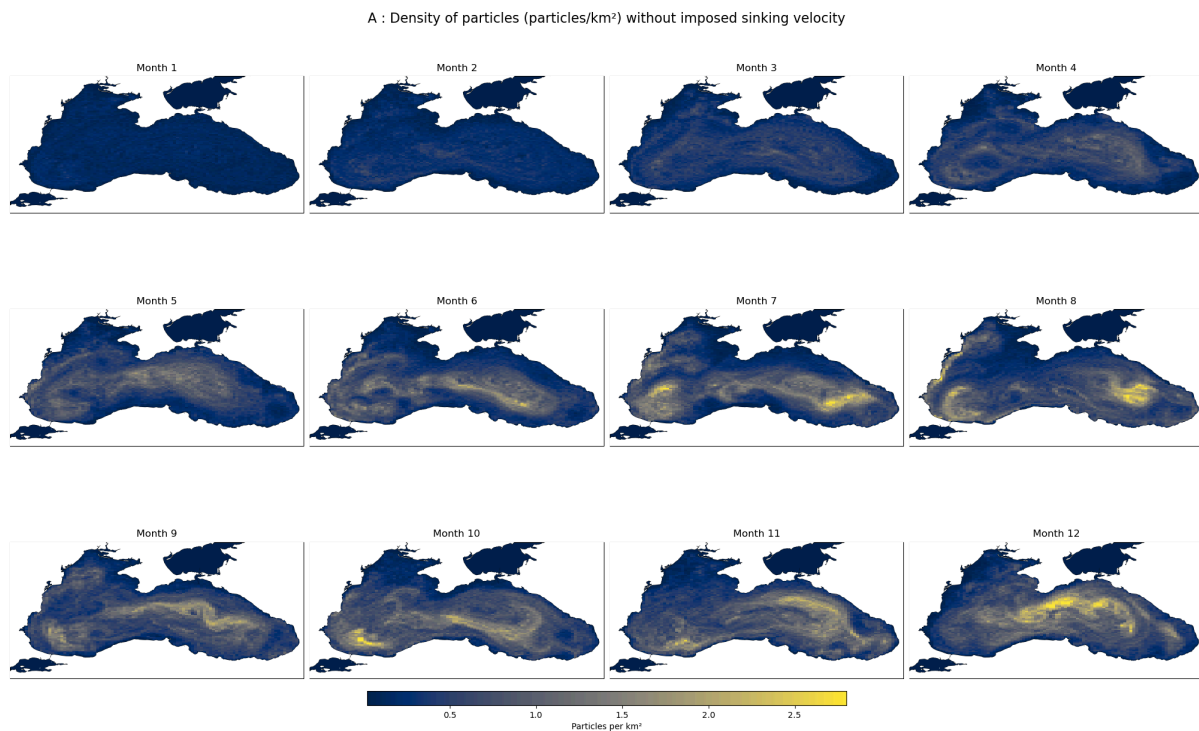 A : Density of particles (particles/km²) without imposed sinking velocity
Month 1
Month 2
Month 3
Month 4
Month 5
Month 6
Month 7
Month 8
Month 9
Month 10
Month 11
Month 12
0.5 1.0 1.5 2.0 2.5
Particles per km²